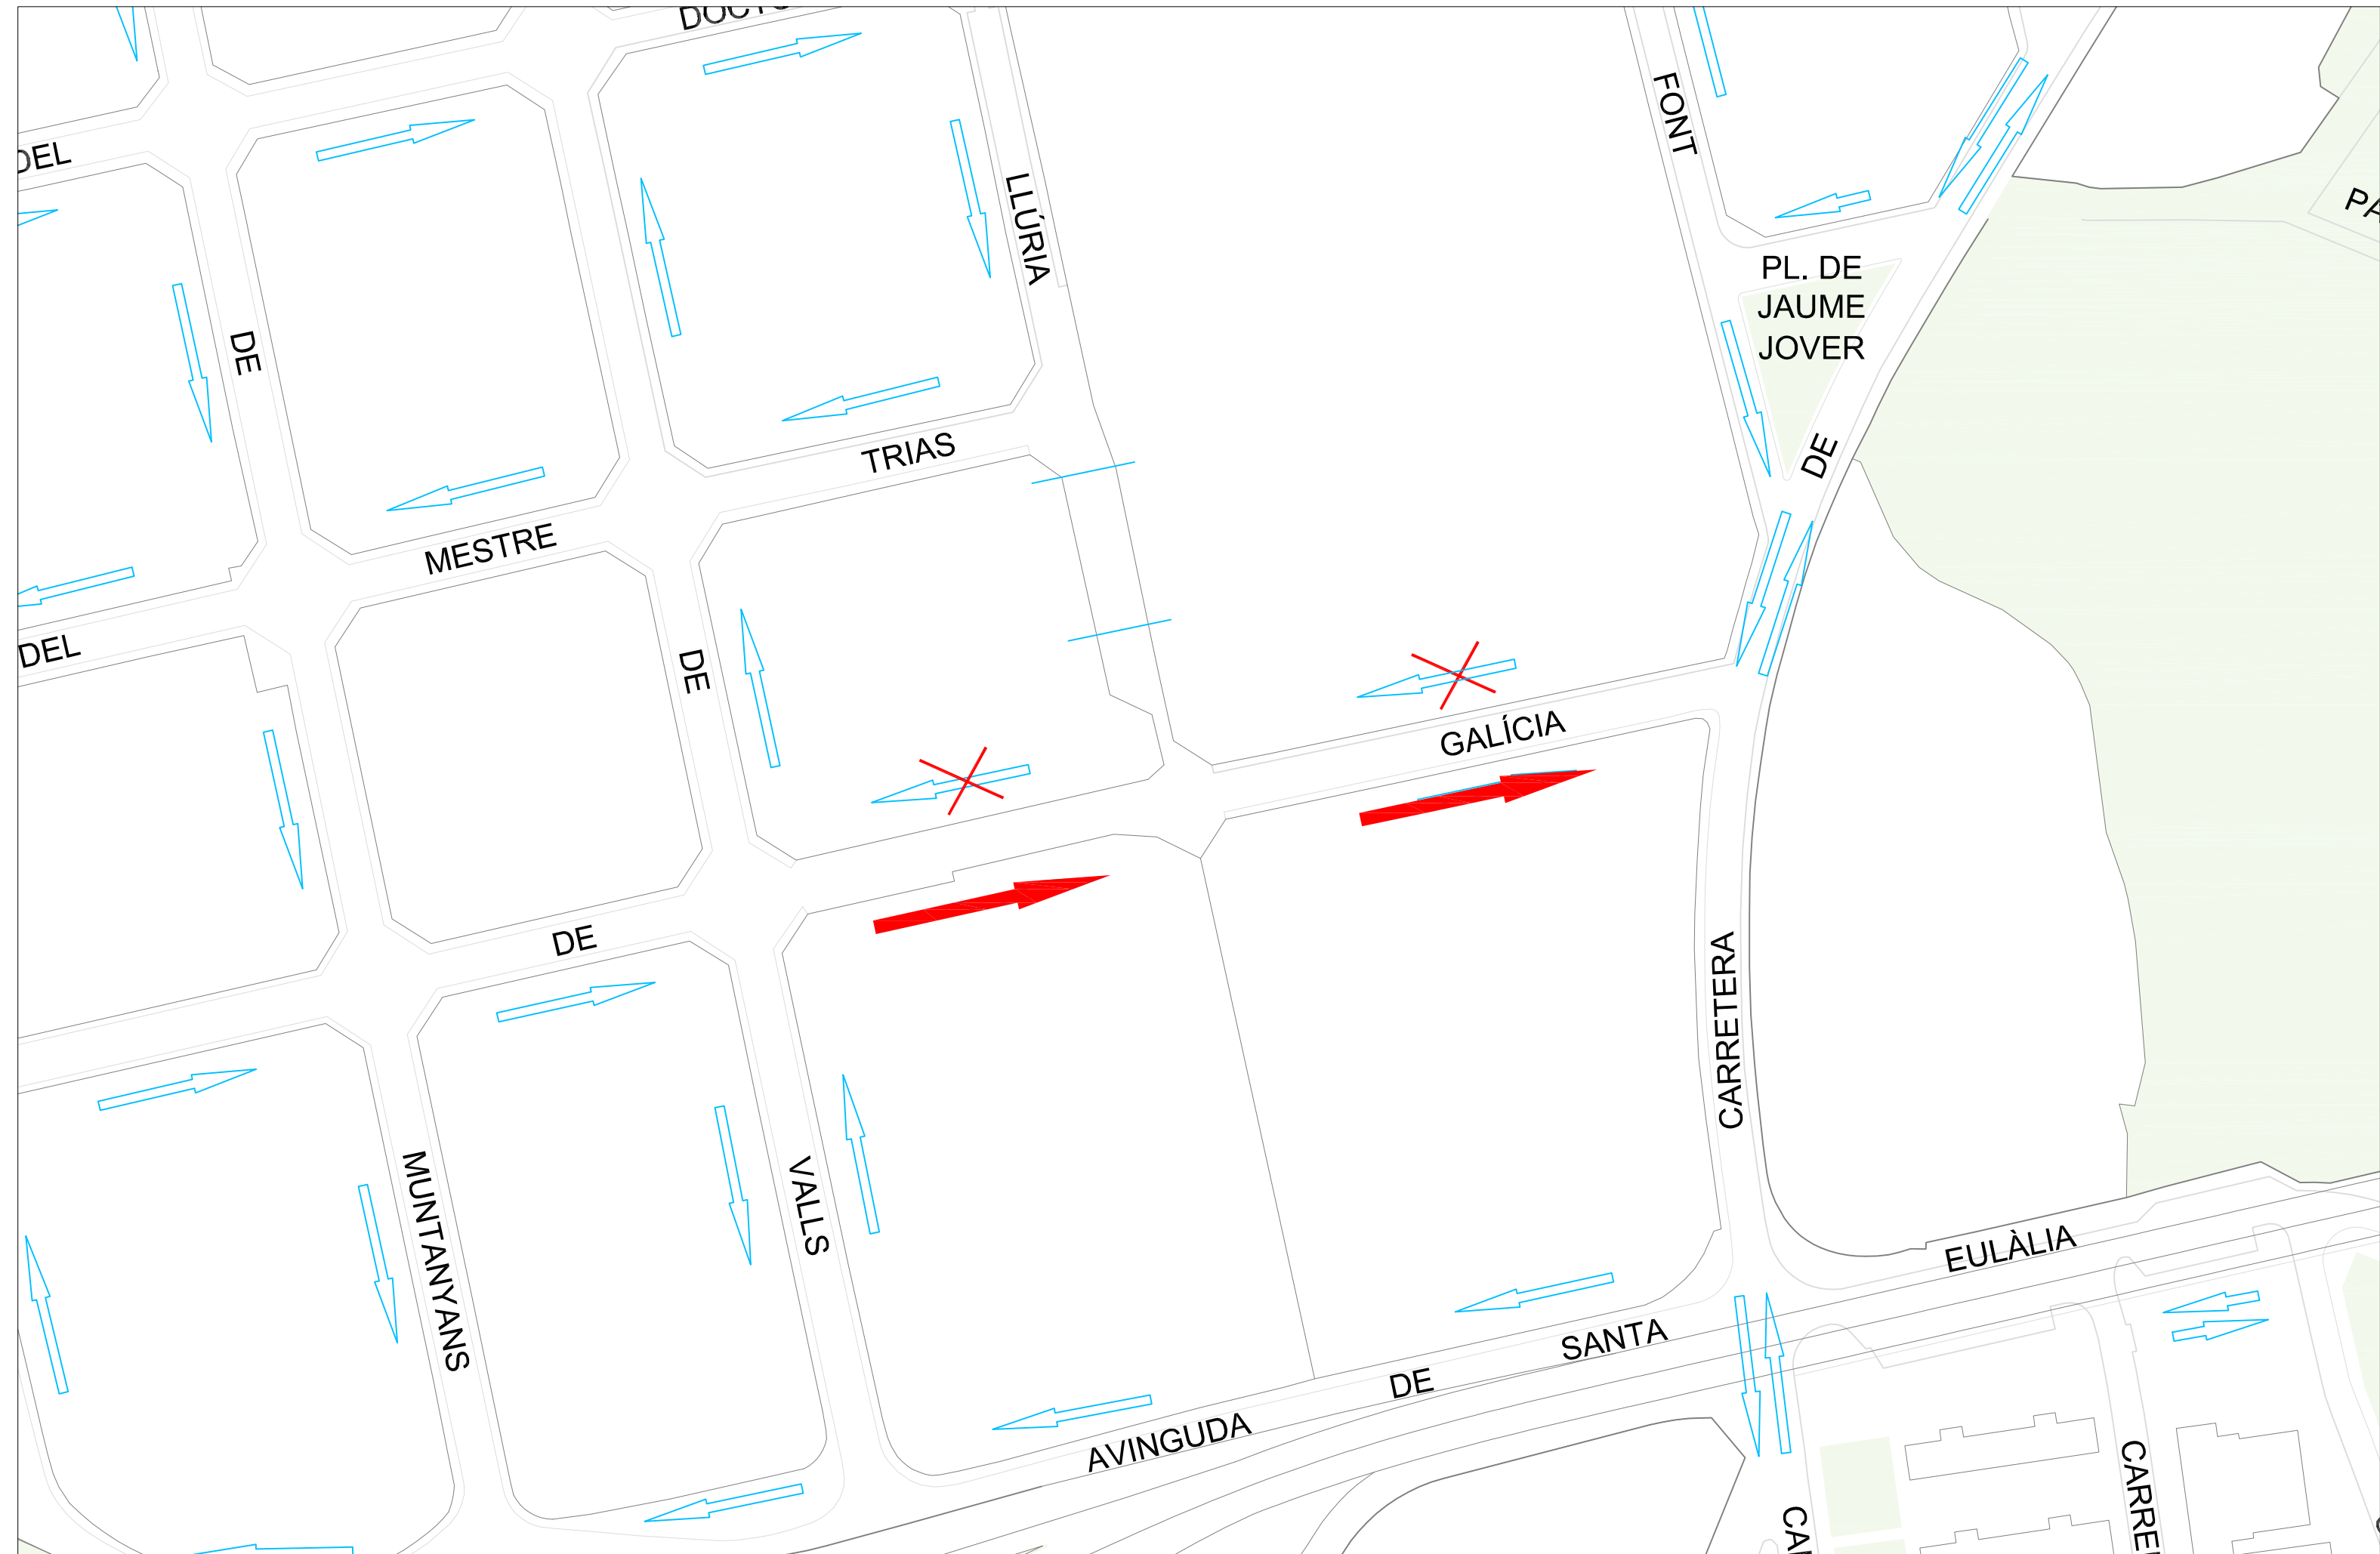 FONT
DEL
LLÚRIA
PL. DE
JAUME
JOVER
DE
TRIAS
DE
MESTRE
DEL
DE
GALÍCIA
DE
CARRETERA
MUNTANYANS
VALLS
EULÀLIA
SANTA
DE
AVINGUDA